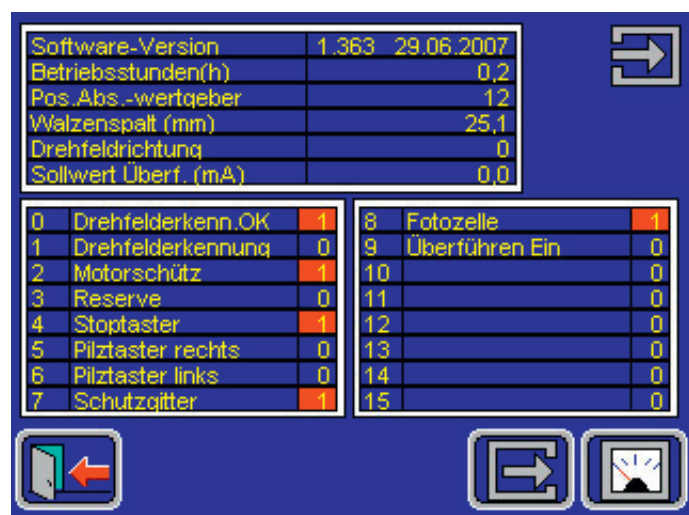 Software-Version 1.363 29.06.2007
Betriebsstunden(h) 0,2
Pos.Abs.-wertgeber 12
Walzenspalt (mm) 25,1
Drehfeldrichtung 0
Sollwert Überf. (mA) 0,0
0 Drehfelderkenn.OK 1
1 Drehfelderkennung 0
2 Motorschütz 1
3 Reserve 0
4 Stoptaster 1
5 Pilztaster rechts 0
6 Pilztaster links 0
7 Schutzgitter 1
8 Fotozelle 1
9 Überführen Ein 0
10 0
11 0
12 0
13 0
14 0
15 0